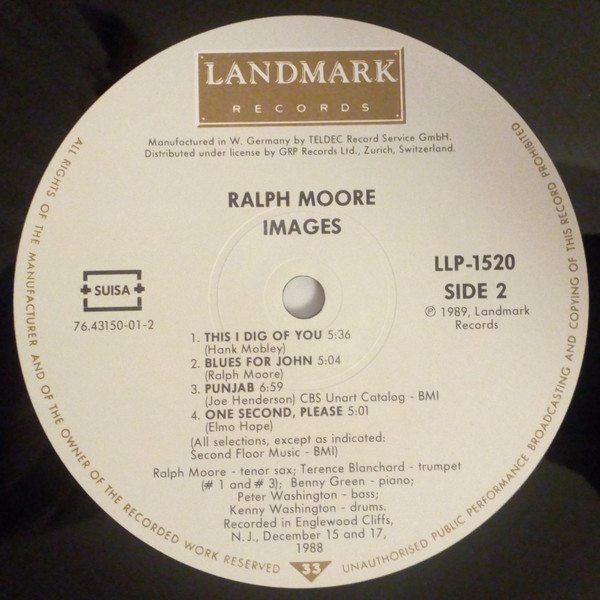 LANDMARK
RECORDS
Manufactured in W. Germany by TELDEC Record Service GmbH.
Distributed under license by GRP Records Ltd., Zurich, Switzerland.
RALPH MOORE
IMAGES
SUISA
76.43150-01-2
LLP-1520
SIDE 2
℗ 1989, Landmark
Records
1. THIS I DIG OF YOU 5:36
(Hank Mobley)
2. BLUES FOR JOHN 5:04
(Ralph Moore)
3. PUNJAB 6:59
(Joe Henderson) CBS Unart Catalog - BMI
4. ONE SECOND, PLEASE 5:01
(Elmo Hope)
(All selections, except as indicated:
Second Floor Music - BMI)
Ralph Moore - tenor sax; Terence Blanchard - trumpet
(# 1 and # 3); Benny Green - piano;
Peter Washington - bass;
Kenny Washington - drums.
Recorded in Englewood Cliffs,
N.J., December 15 and 17,
1988
ALL RIGHTS OF THE MANUFACTURER AND OF THE OWNER OF THE RECORDED WORK RESERVED
33
UNAUTHORISED PUBLIC PERFORMANCE BROADCASTING AND COPYING OF THIS RECORD PROHIBITED